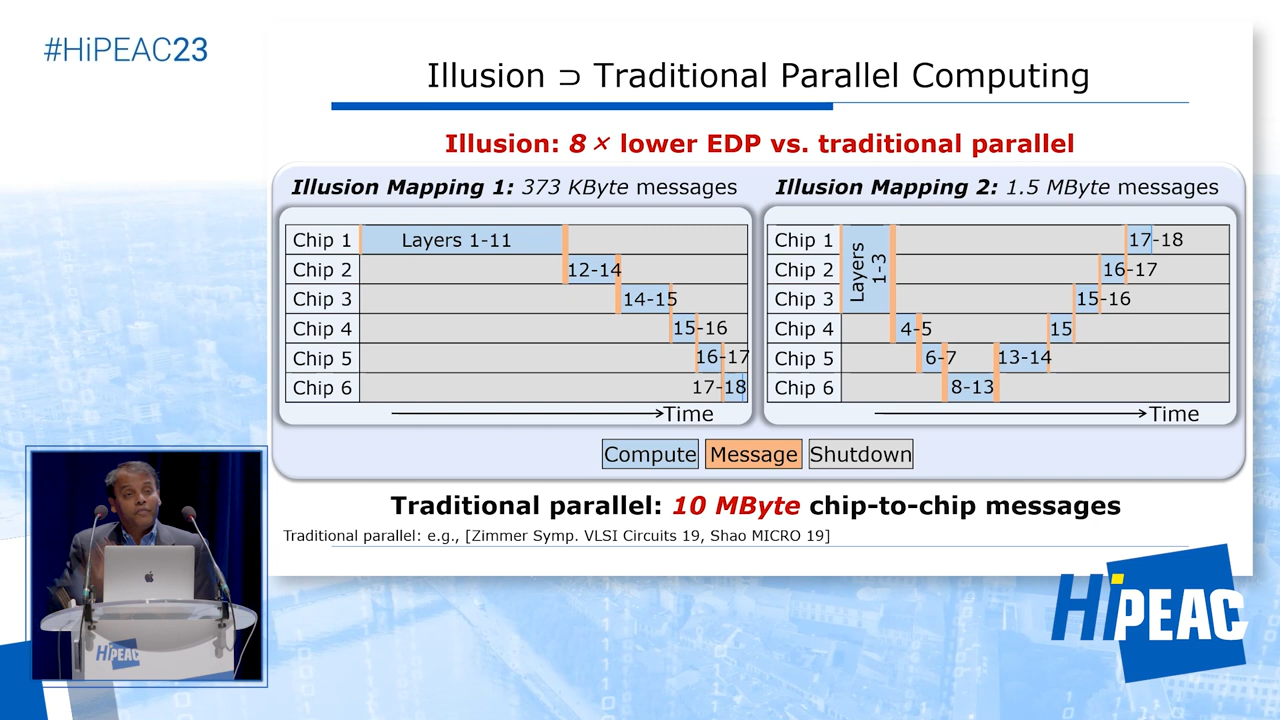 #HiPEAC23
Illusion ⊃ Traditional Parallel Computing
Illusion: 8× lower EDP vs. traditional parallel
Illusion Mapping 1: 373 KByte messages
Chip 1 Layers 1-11
Chip 2 12-14
Chip 3 14-15
Chip 4 15-16
Chip 5 16-17
Chip 6 17-18
Time
Illusion Mapping 2: 1.5 MByte messages
Layers 1-3
Chip 1 17-18
Chip 2 16-17
Chip 3 15-16
Chip 4 4-5 15
Chip 5 6-7 13-14
Chip 6 8-13
Time
Compute Message Shutdown
Traditional parallel: 10 MByte chip-to-chip messages
Traditional parallel: e.g., [Zimmer Symp. VLSI Circuits 19, Shao MICRO 19]
HiPEAC
HiPEAC